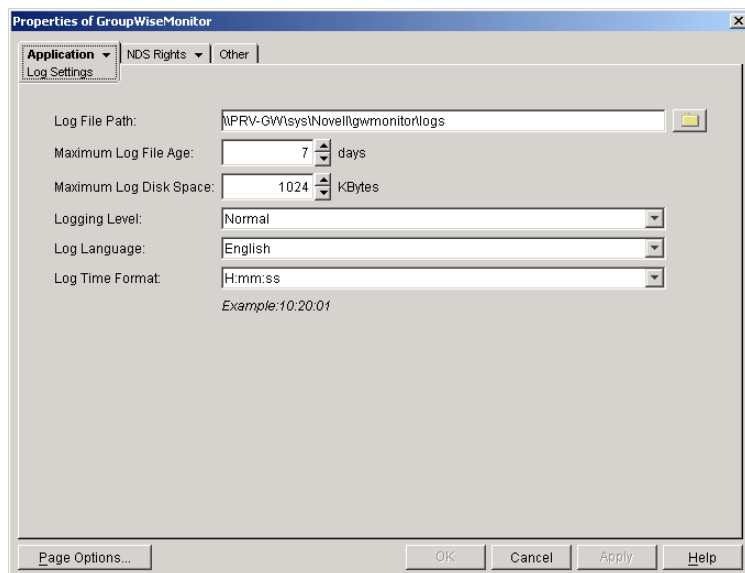 Properties of GroupWiseMonitor
Application NDS Rights Other
Log Settings
Log File Path: \\PRV-GW\sys\Novell\gwmonitor\logs
Maximum Log File Age: 7 days
Maximum Log Disk Space: 1024 KBytes
Logging Level: Normal
Log Language: English
Log Time Format: H:mm:ss
Example:10:20:01
Page Options... OK Cancel Apply Help